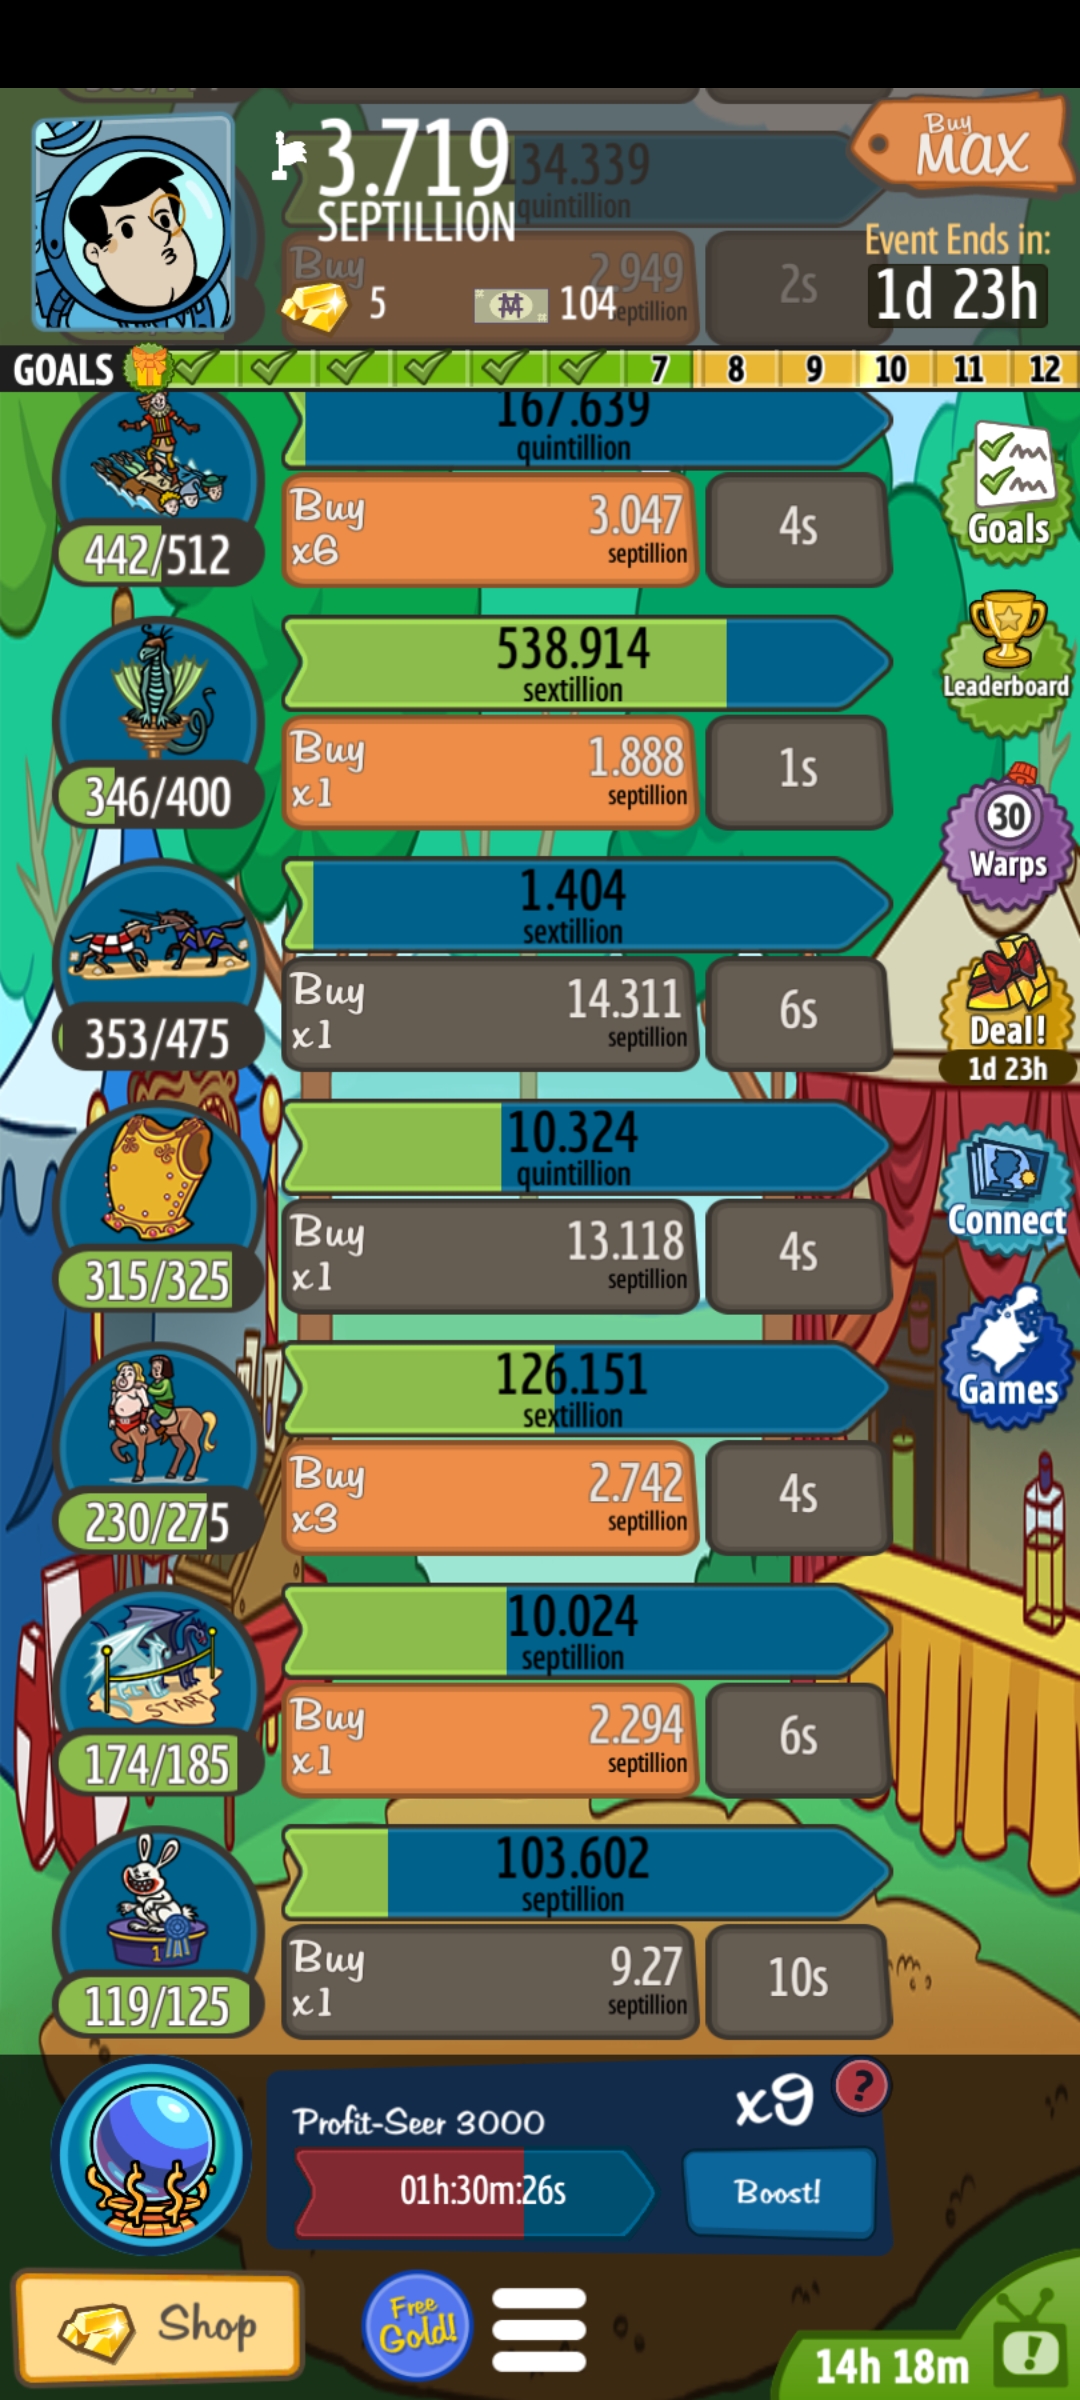 134.339
quintillion
3.719
SEPTILLION
Buy
MAX
Buy
2.949
septillion
2s
5
104
Event Ends in:
1d 23h
GOALS 7 8 9 10 11 12
167.639
quintillion
Buy
x6
3.047
septillion
4s
442/512
Goals
538.914
sextillion
Buy
x1
1.888
septillion
1s
346/400
Leaderboard
30
Warps
1.404
sextillion
Buy
x1
14.311
septillion
6s
353/475
Deal!
1d 23h
10.324
quintillion
Buy
x1
13.118
septillion
4s
315/325
Connect
126.151
sextillion
Buy
x3
2.742
septillion
4s
230/275
Games
10.024
septillion
START
Buy
x1
2.294
septillion
6s
174/185
103.602
septillion
1
Buy
x1
9.27
septillion
10s
119/125
Profit-Seer 3000
x9
?
01h:30m:26s
Boost!
Shop
Free
Gold!
14h 18m
!